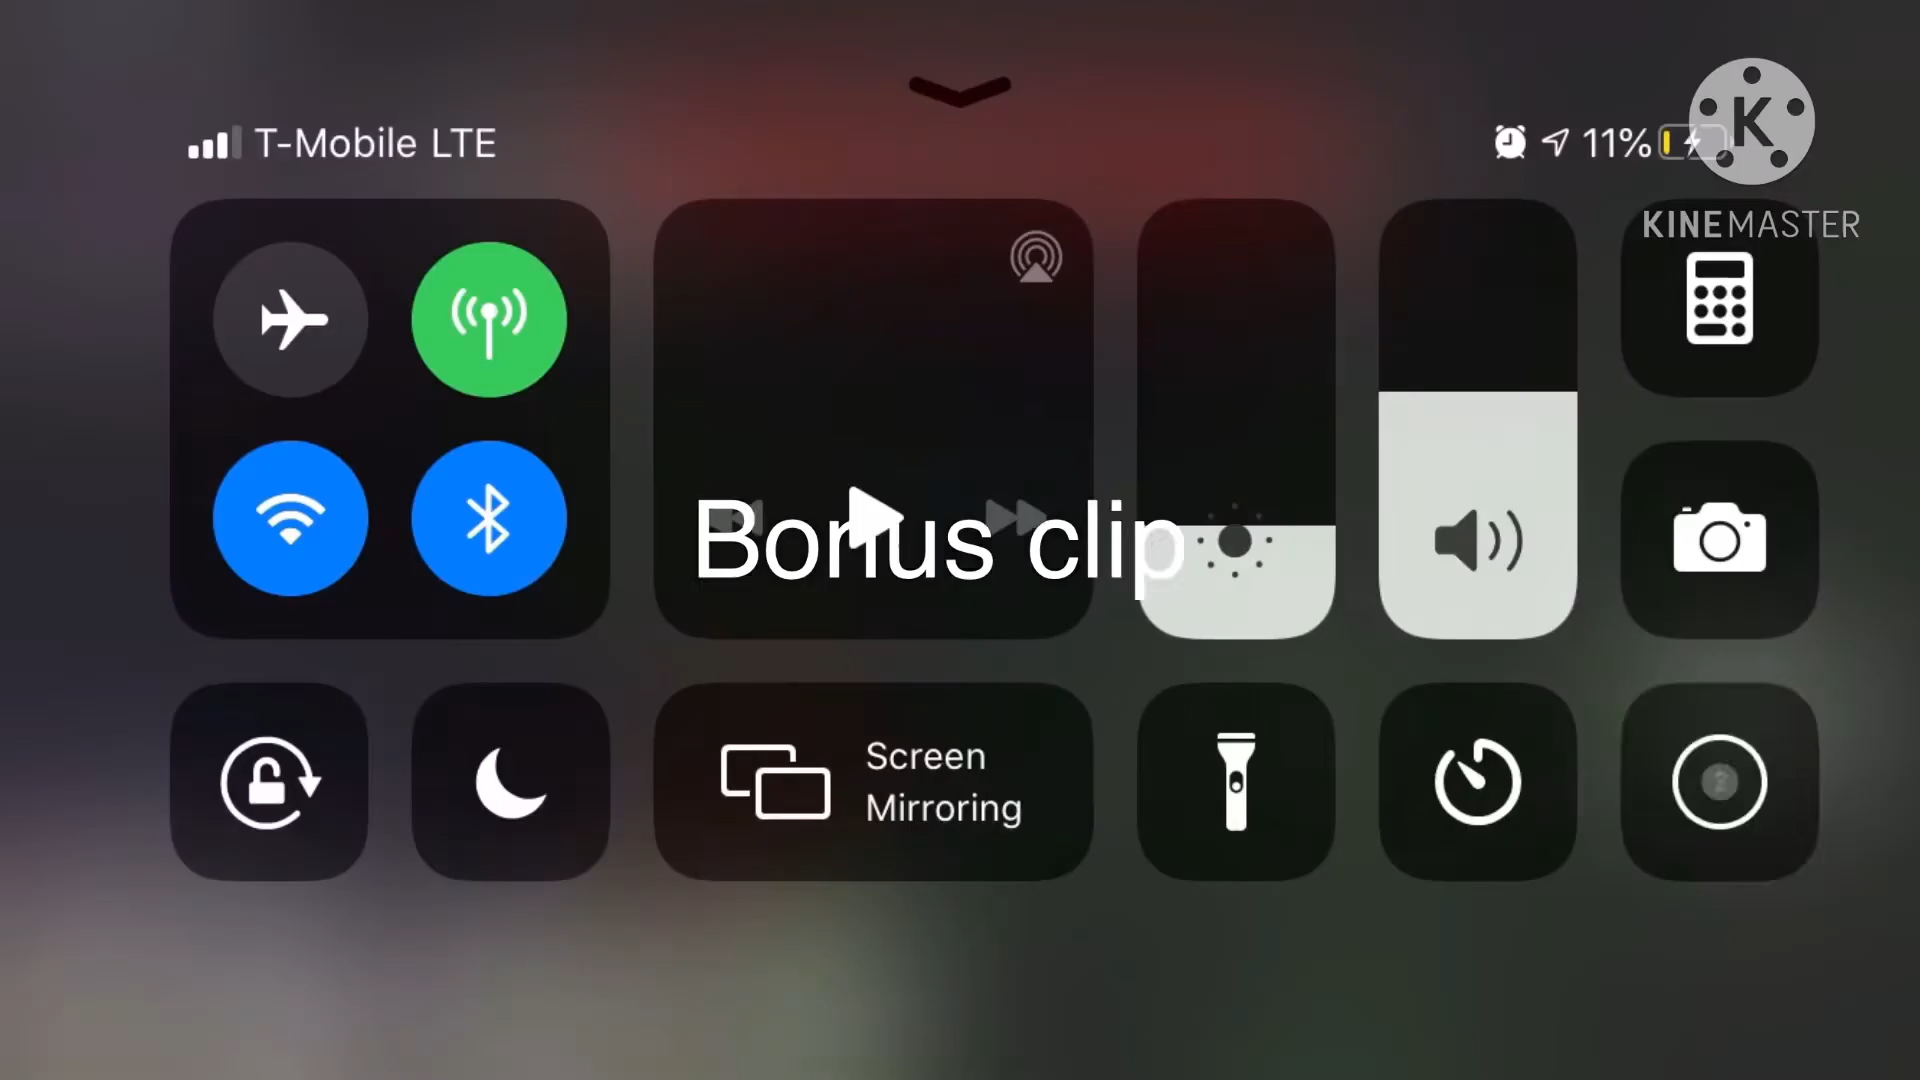 T-Mobile LTE
11%
K
KINEMASTER
Bonus clip
Screen
Mirroring